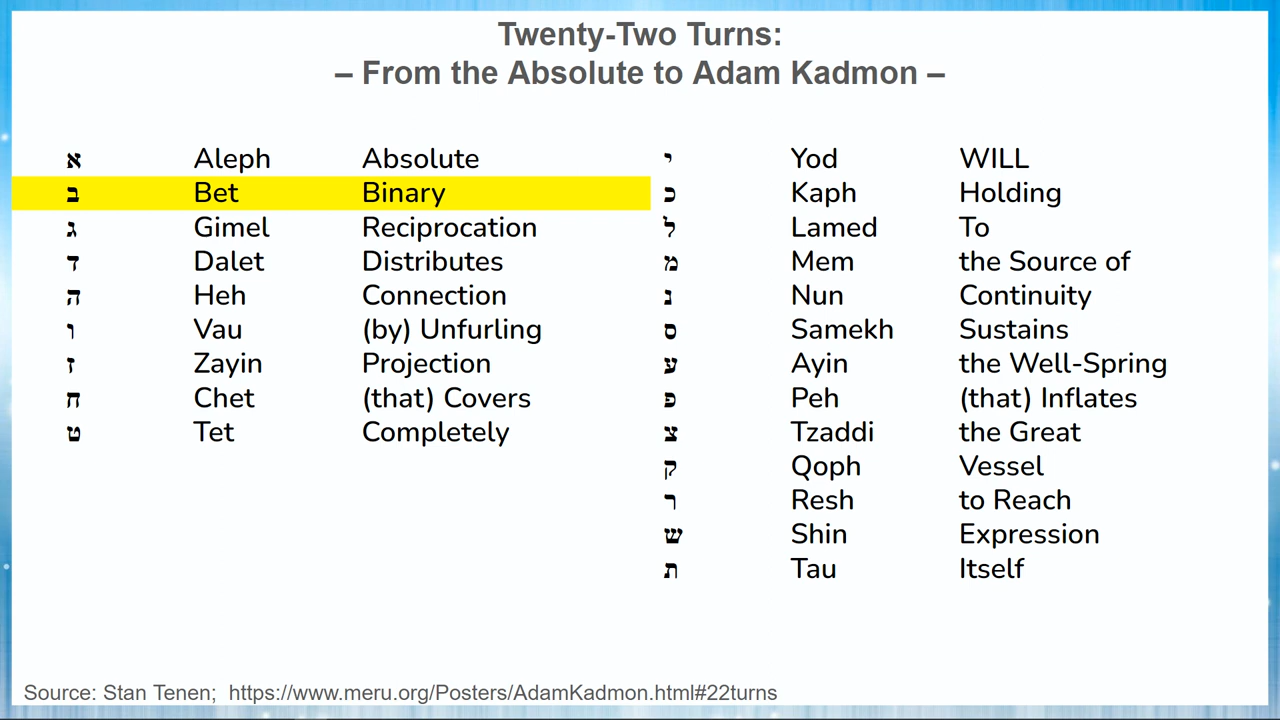 Twenty-Two Turns:
– From the Absolute to Adam Kadmon –
א Aleph Absolute
ב Bet Binary
ג Gimel Reciprocation
ד Dalet Distributes
ה Heh Connection
ו Vau (by) Unfurling
ז Zayin Projection
ח Chet (that) Covers
ט Tet Completely
י Yod WILL
כ Kaph Holding
ל Lamed To
מ Mem the Source of
נ Nun Continuity
ס Samekh Sustains
ע Ayin the Well-Spring
פ Peh (that) Inflates
צ Tzaddi the Great
ק Qoph Vessel
ר Resh to Reach
ש Shin Expression
ת Tau Itself
Source: Stan Tenen; https://www.meru.org/Posters/AdamKadmon.html#22turns